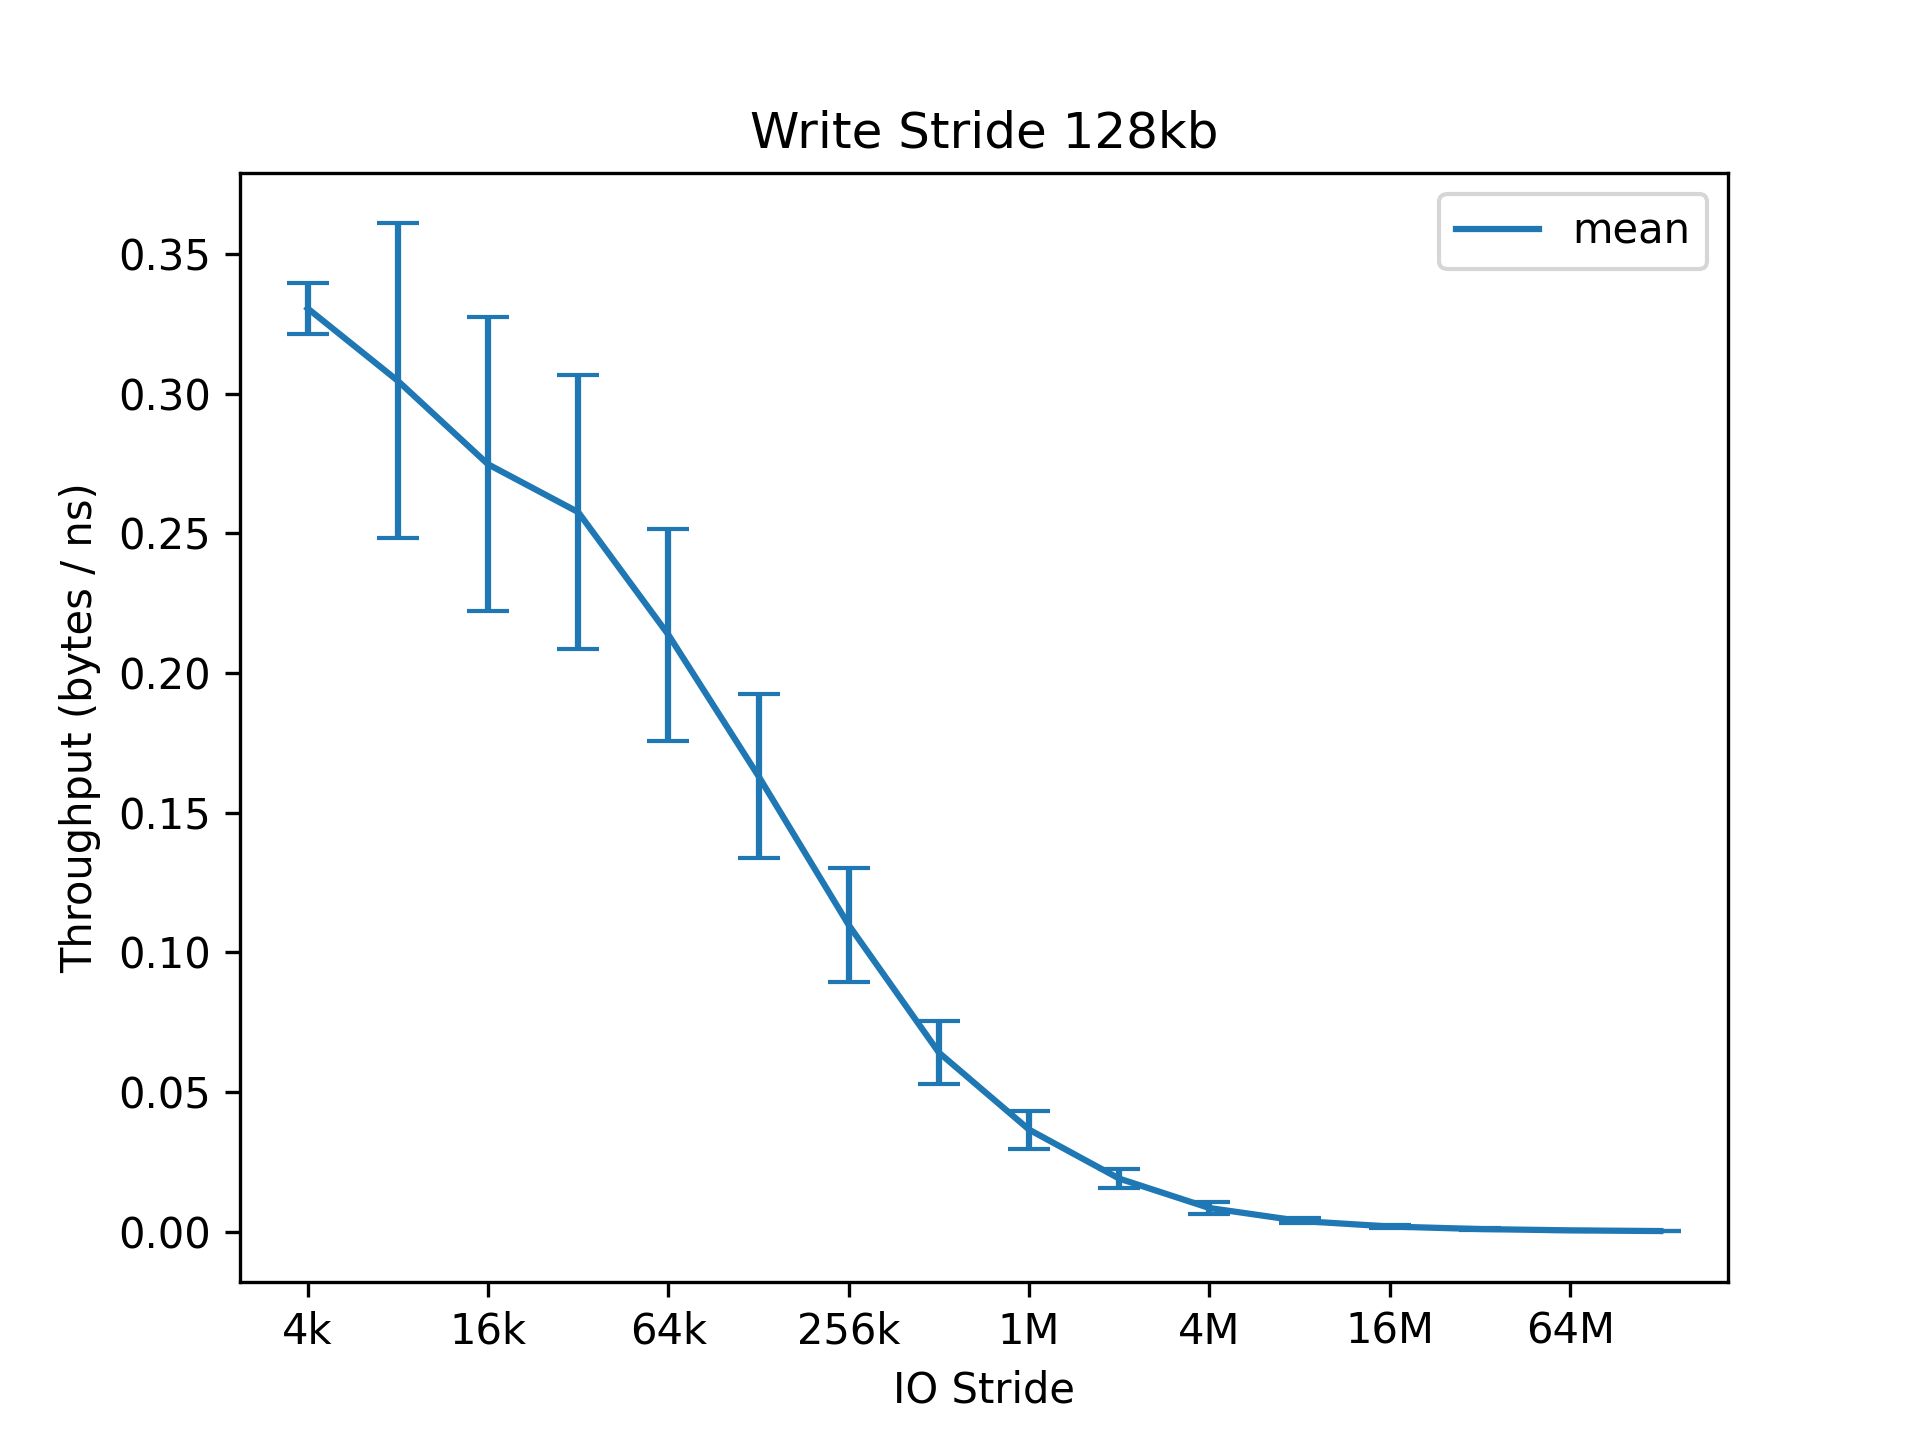 Write Stride 128kb
mean
Throughput (bytes / ns)
0.35
0.30
0.25
0.20
0.15
0.10
0.05
0.00
4k 16k 64k 256k 1M 4M 16M 64M
IO Stride